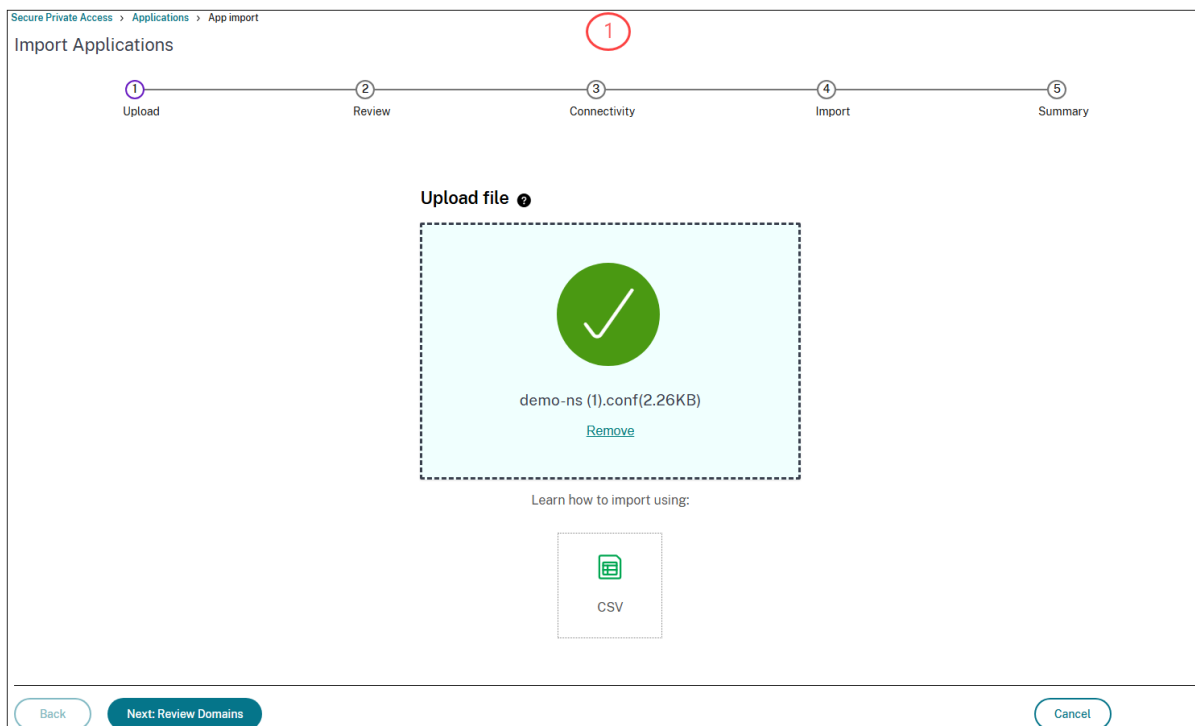 Secure Private Access > Applications > App import
1
Import Applications
1 2 3 4 5
Upload Review Connectivity Import Summary
Upload file ?
demo-ns (1).conf(2.26KB)
Remove
Learn how to import using:
CSV
Back Next: Review Domains Cancel